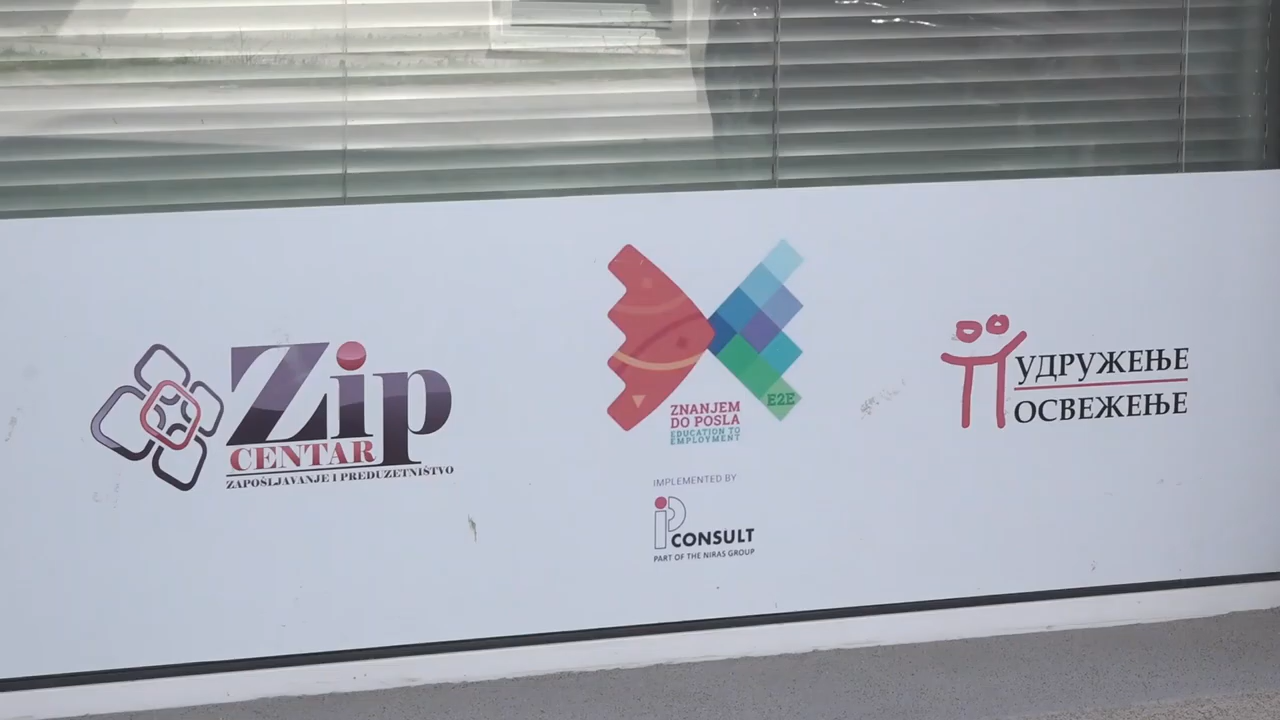 Zip
CENTAR
ZAPOŠLJAVANJE I PREDUZETNIŠTVO
E2E
ZNANJEM
DO POSLA
EDUCATION TO
EMPLOYMENT
IMPLEMENTED BY
iP CONSULT
PART OF THE NIRAS GROUP
УДРУЖЕЊЕ
ОСВЕЖЕЊЕ